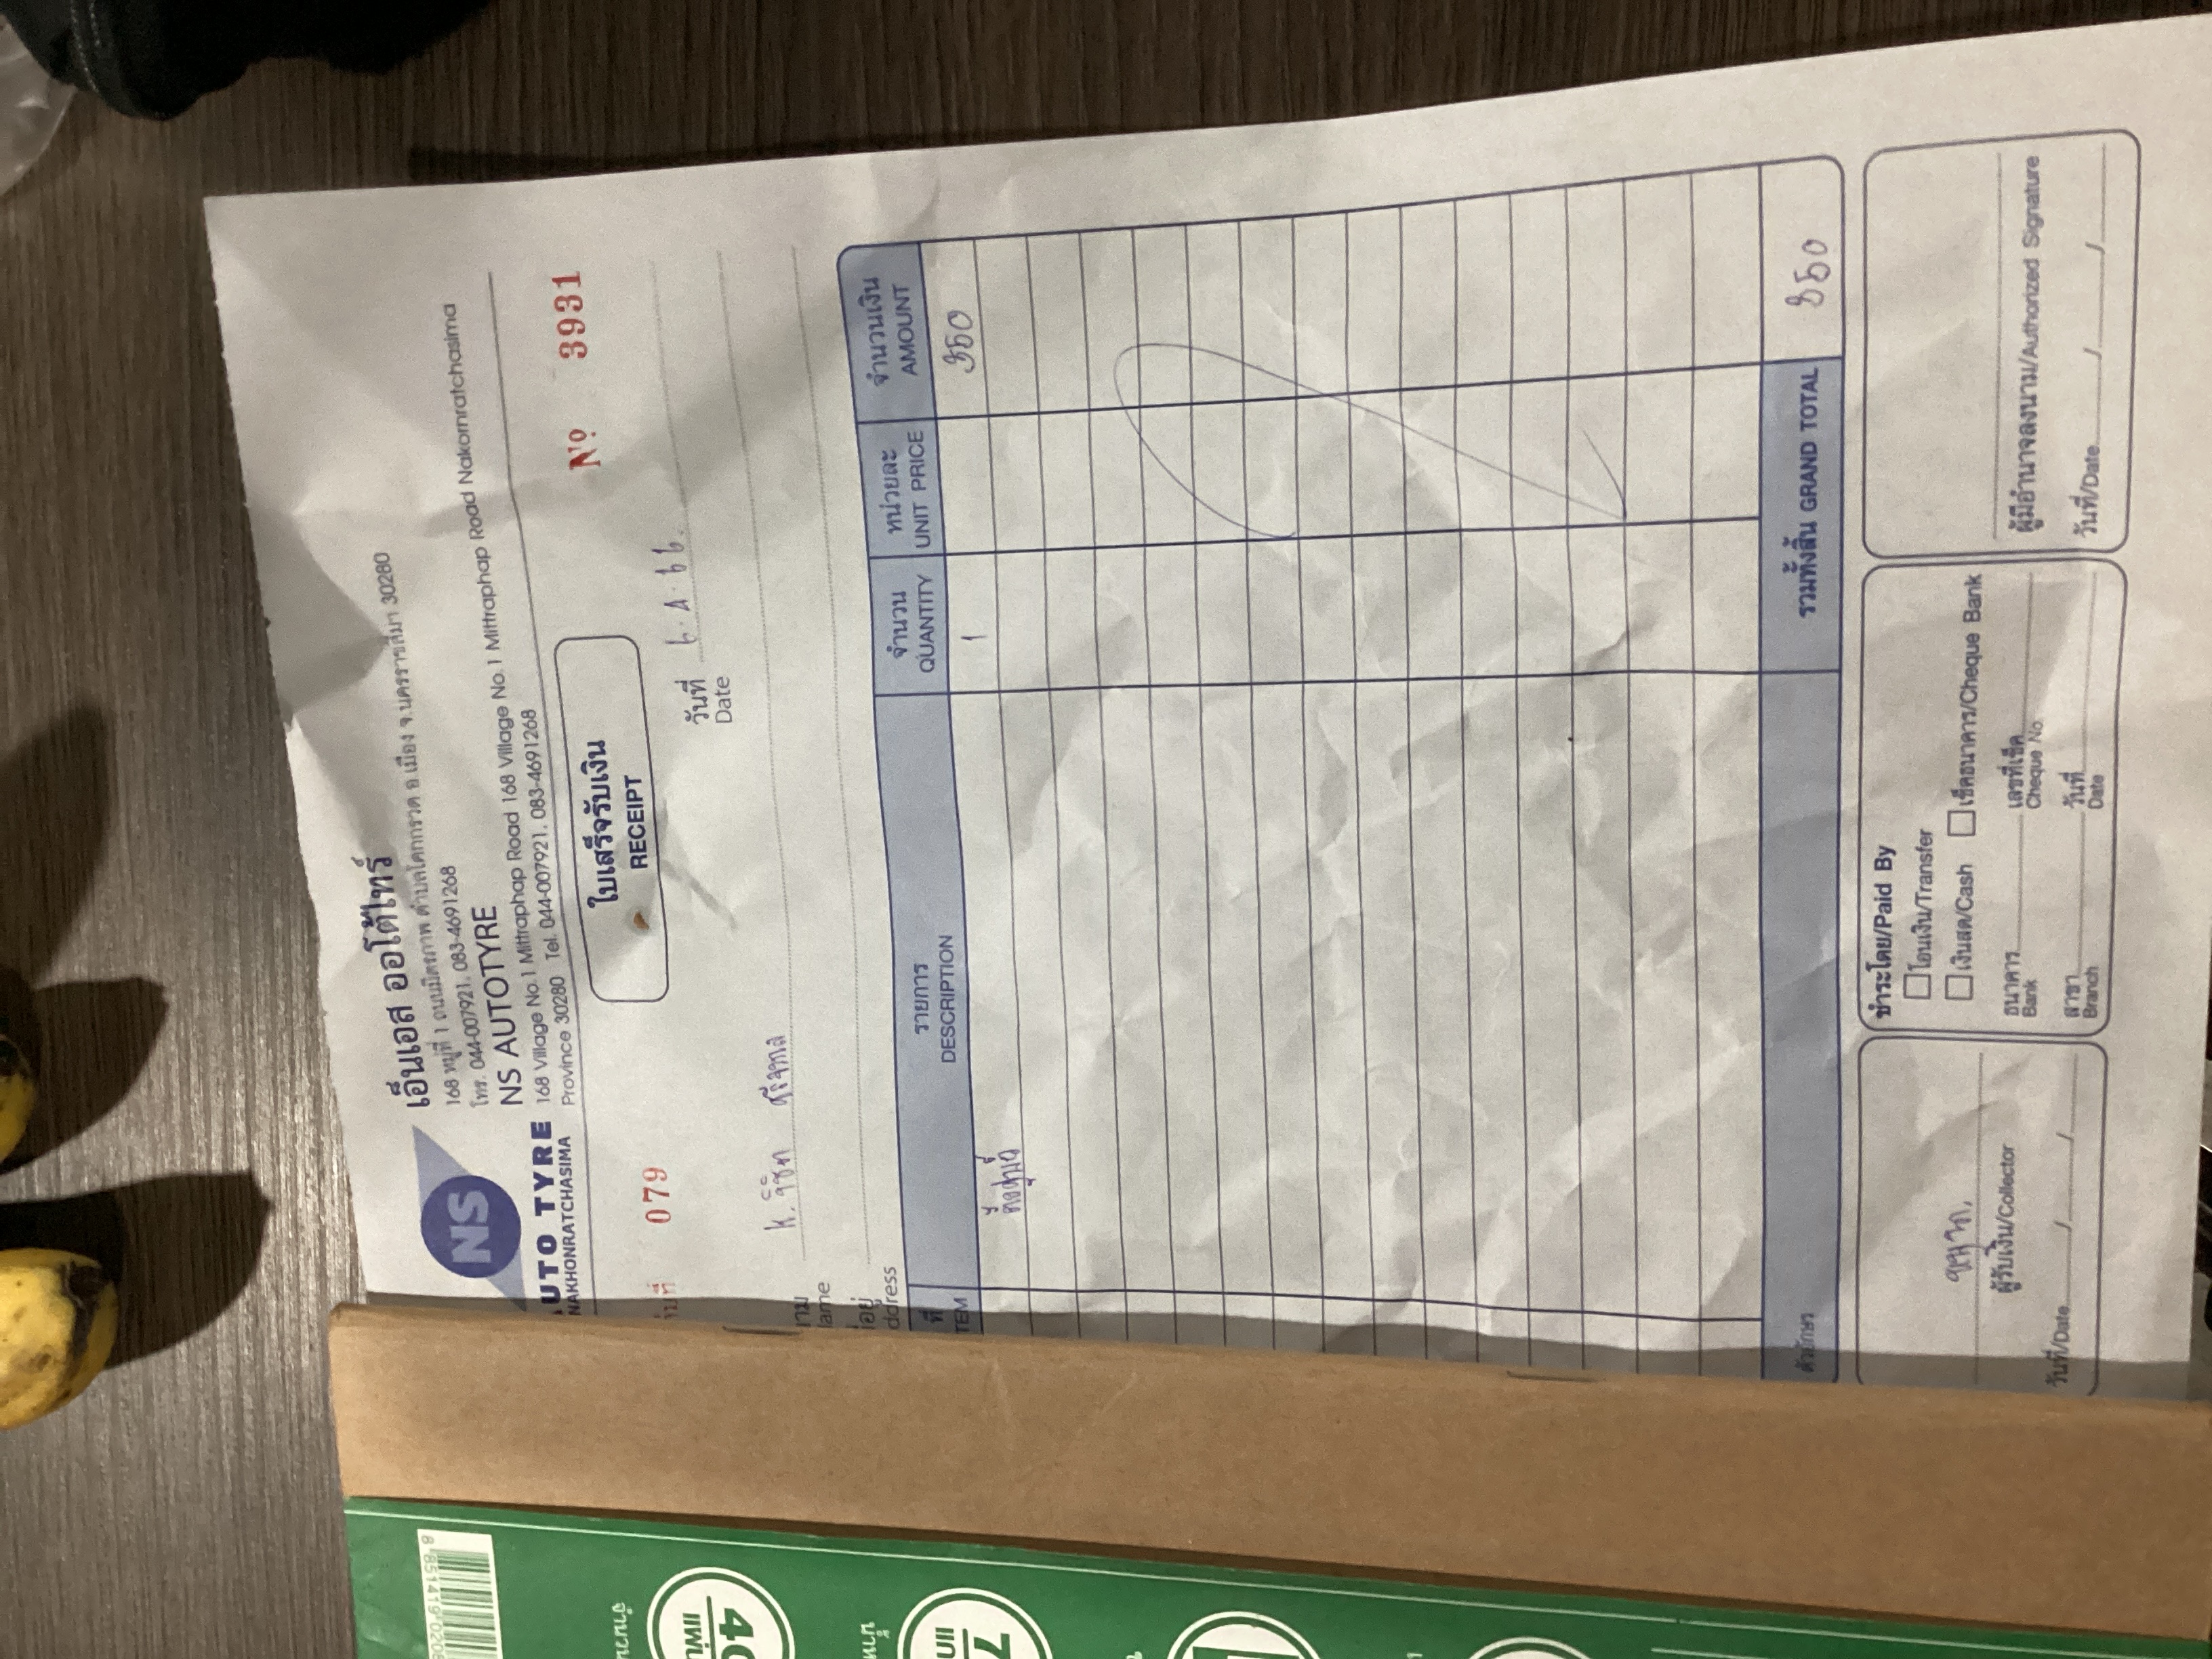 NS
AUTO TYRE
NAKHONRATCHASIMA
เอ็นเอส ออโต้ไทร์
168 หมู่ที่ 1 ถนนมิตรภาพ ตำบลโคกกรวด อ.เมือง จ.นครราชสีมา 30280
โทร. 044-007921, 083-4691268
NS AUTOTYRE
168 Village No.1 Mittraphap Road 168 Village No.1 Mittraphap Road Nakornratchasima
Province 30280 Tel. 044-007921, 083-4691268
ใบเสร็จรับเงิน
RECEIPT
No. 3931
079
วันที่
Date
ame
ddress
ที่
TEM
รายการ
DESCRIPTION
จำนวน
QUANTITY
หน่วยละ
UNIT PRICE
จำนวนเงิน
AMOUNT
1
350
ตัวอักษร
รวมทั้งสิ้น GRAND TOTAL
350
ผู้รับเงิน/Collector
วันที่/Date / /
ชำระโดย/Paid By
โอนเงิน/Transfer
เงินสด/Cash เช็คธนาคาร/Cheque Bank
ธนาคาร เลขที่เช็ค
Bank Cheque No.
สาขา วันที่
Branch Date
ผู้มีอำนาจลงนาม/Authorized Signature
วันที่/Date / /